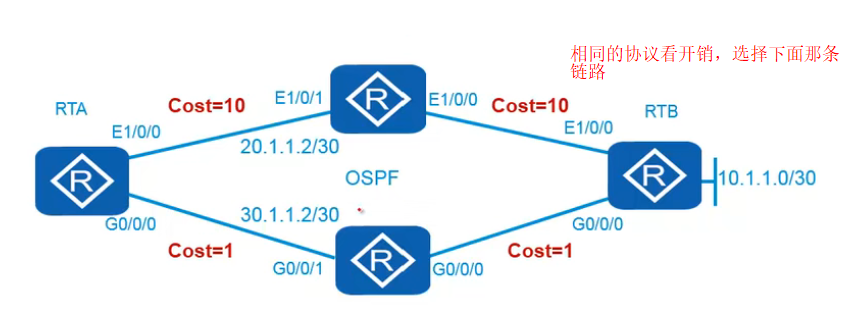 相同的协议看开销，选择下面那条
链路
RTA
Cost=10
E1/0/1
R
E1/0/0
Cost=10
RTB
E1/0/0
E1/0/0
20.1.1.2/30
R
OSPF
R
10.1.1.0/30
30.1.1.2/30
G0/0/0
G0/0/0
Cost=1
R
Cost=1
G0/0/1
G0/0/0